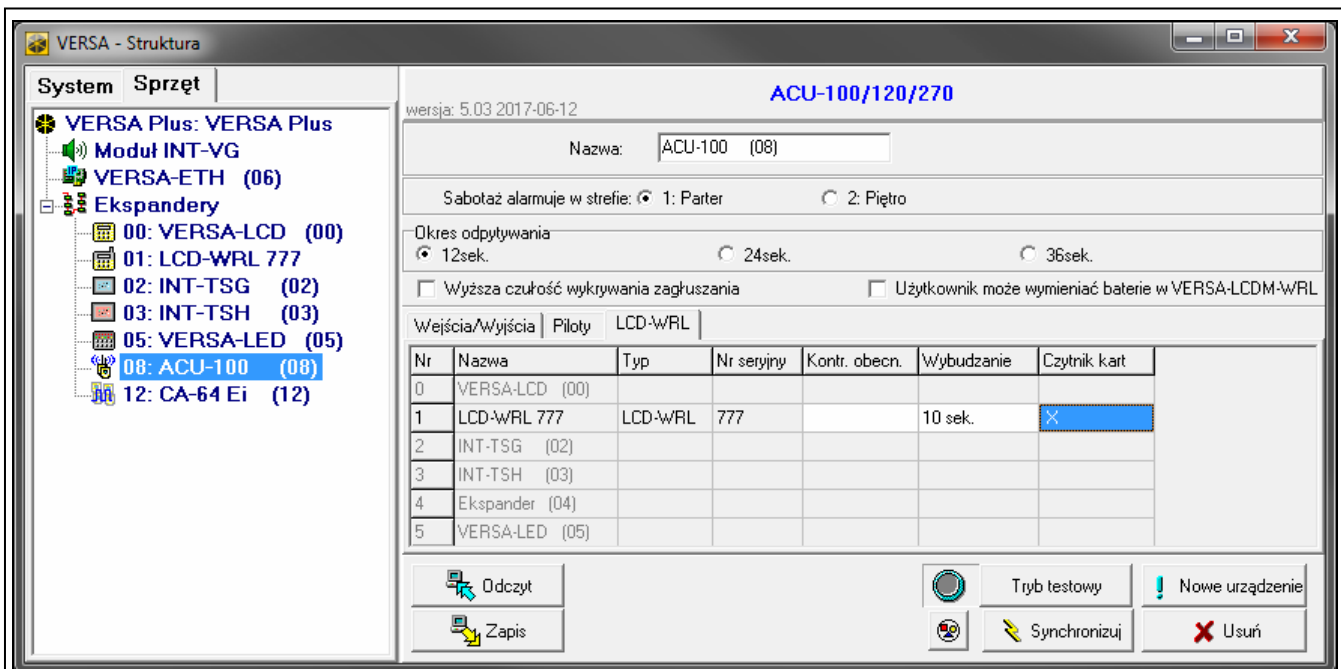 VERSA - Struktura
System Sprzęt
VERSA Plus: VERSA Plus
Moduł INT-VG
VERSA-ETH (06)
Ekspandery
00: VERSA-LCD (00)
01: LCD-WRL 777
02: INT-TSG (02)
03: INT-TSH (03)
05: VERSA-LED (05)
08: ACU-100 (08)
12: CA-64 Ei (12)
ACU-100/120/270
wersja: 5.03 2017-06-12
Nazwa: ACU-100 (08)
Sabotaż alarmuje w strefie: 1: Parter 2: Piętro
Okres odpytywania
12sek. 24sek. 36sek.
Wyższa czułość wykrywania zagłuszania Użytkownik może wymieniać baterie w VERSA-LCDM-WRL
Wejścia/Wyjścia Piloty LCD-WRL
Nr Nazwa Typ Nr seryjny Kontr. obecn. Wybudzanie Czytnik kart
0 VERSA-LCD (00)
1 LCD-WRL 777 LCD-WRL 777 10 sek. X
2 INT-TSG (02)
3 INT-TSH (03)
4 Ekspander (04)
5 VERSA-LED (05)
Odczyt Tryb testowy Nowe urządzenie
Zapis Synchronizuj Usuń